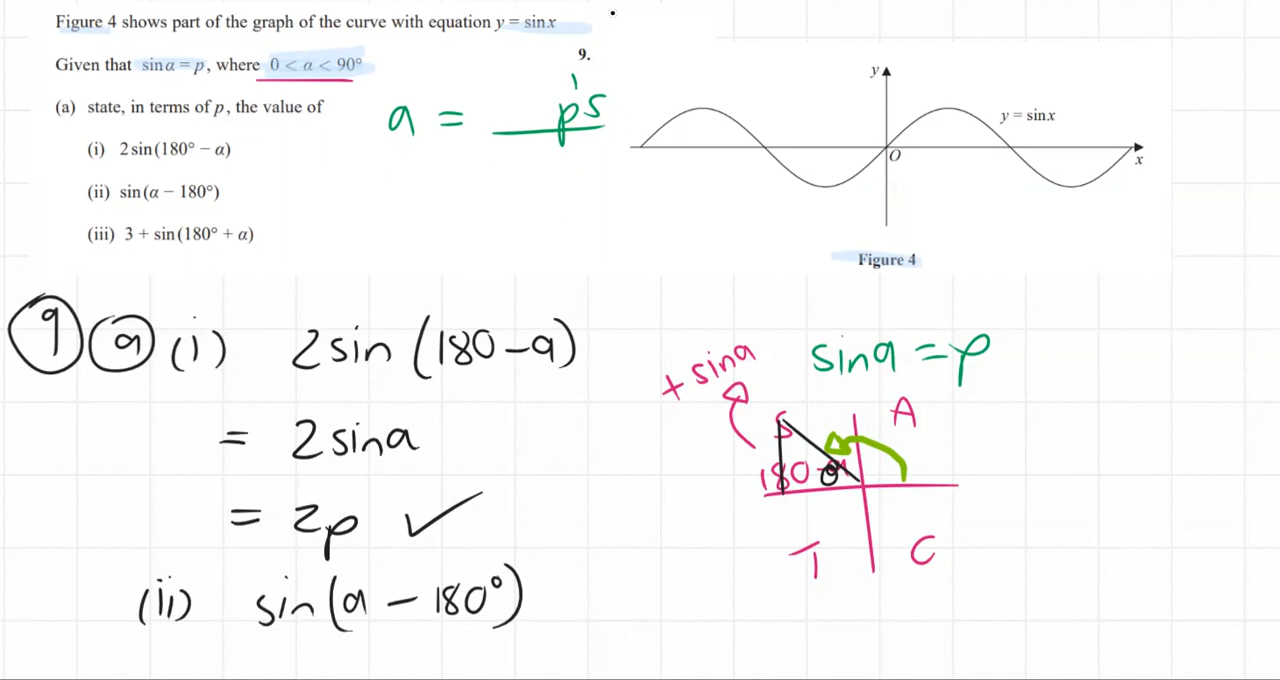 Figure 4 shows part of the graph of the curve with equation y = sin x
Given that sin α = p, where 0 < α < 90°
(a) state, in terms of p, the value of
(i) 2 sin(180° − α)
(ii) sin(α − 180°)
(iii) 3 + sin(180° + α)
a = p's
9.
y
y = sin x
O
x
Figure 4
9 a (i) 2sin (180 - a)
= 2sina
= 2p ✓
(ii) sin(a - 180°)
sina = p
+ sina
S
A
180-
θ
T
C